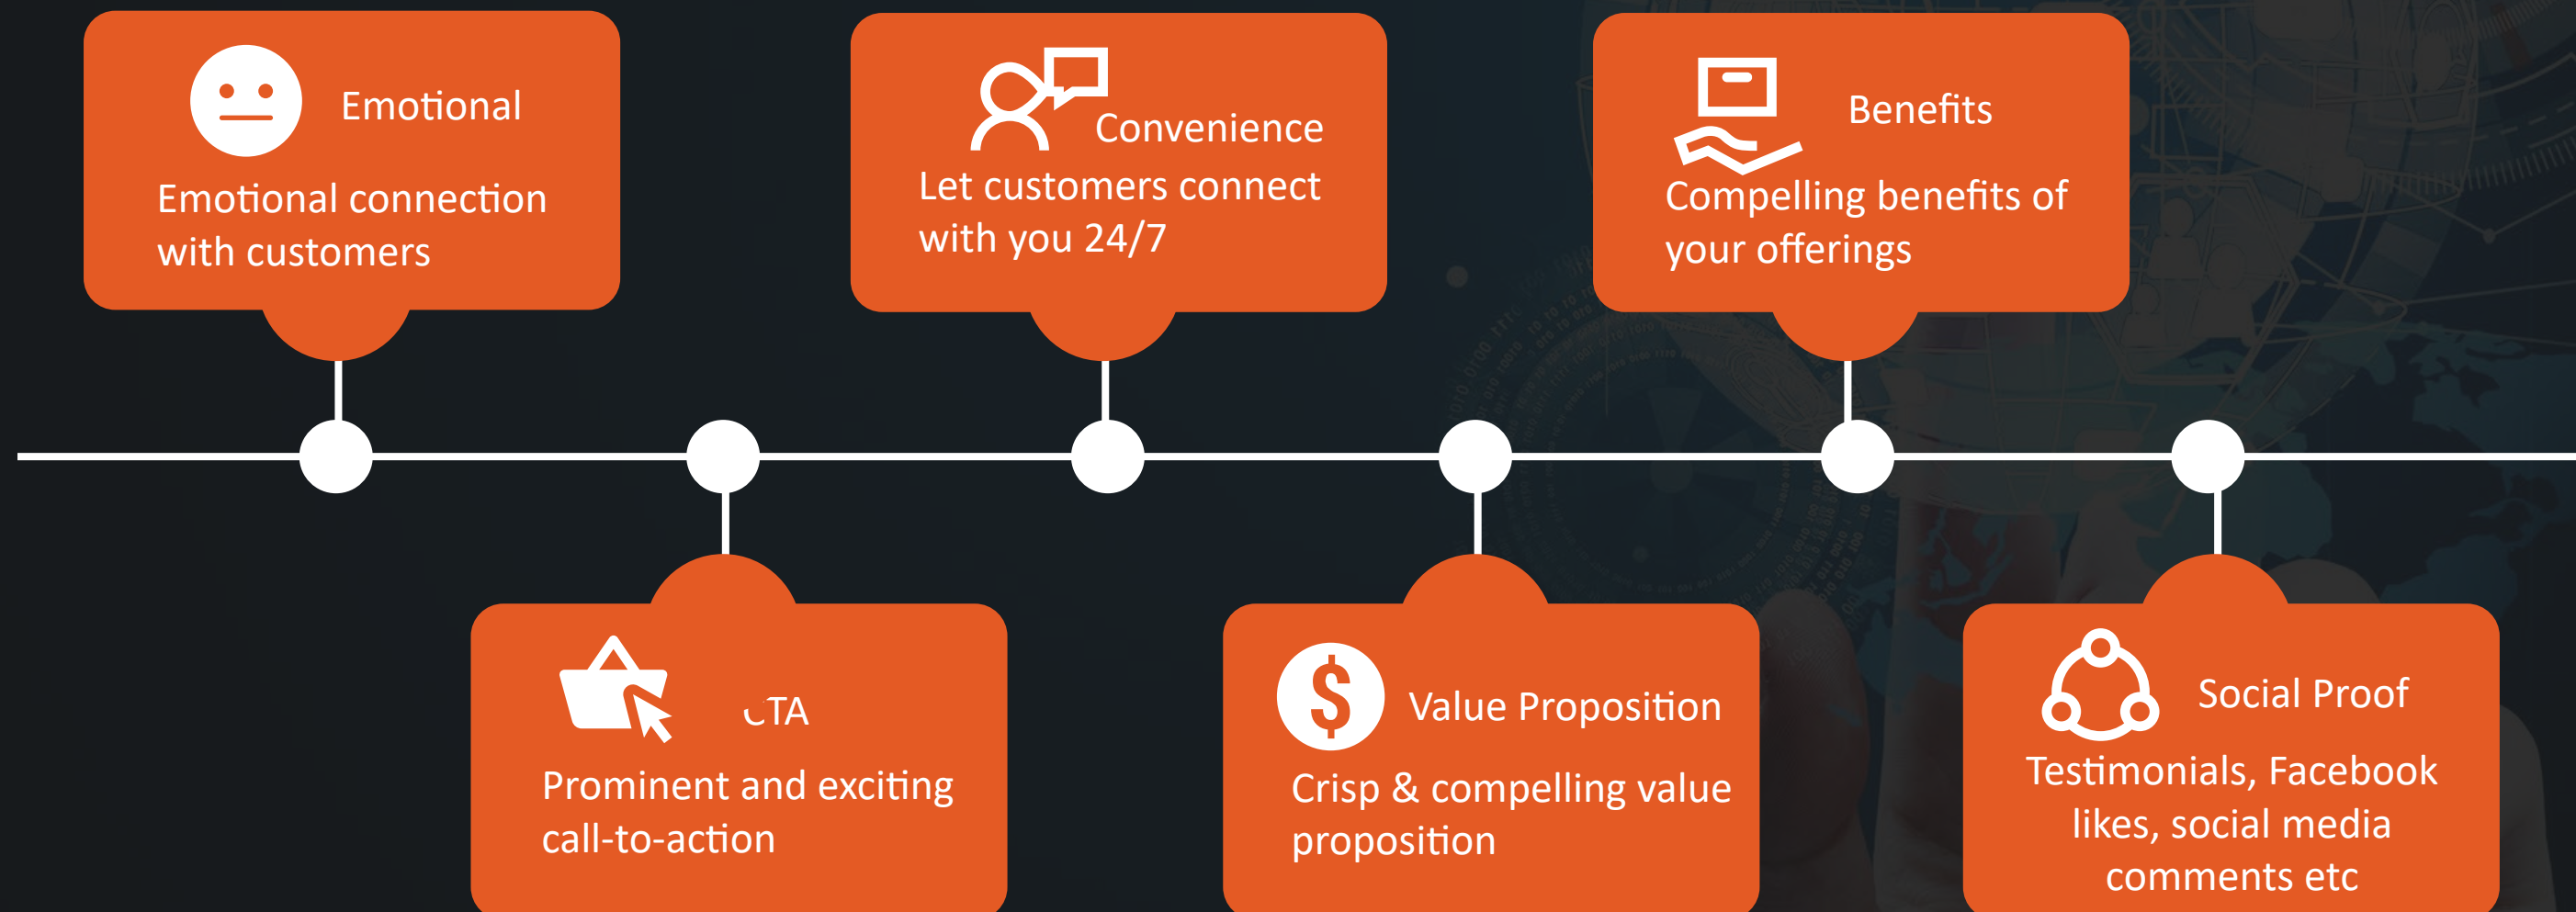 Emotional
Emotional connection
with customers
Convenience
Let customers connect
with you 24/7
Benefits
Compelling benefits of
your offerings
CTA
Prominent and exciting
call-to-action
$
Value Proposition
Crisp & compelling value
proposition
Social Proof
Testimonials, Facebook
likes, social media
comments etc